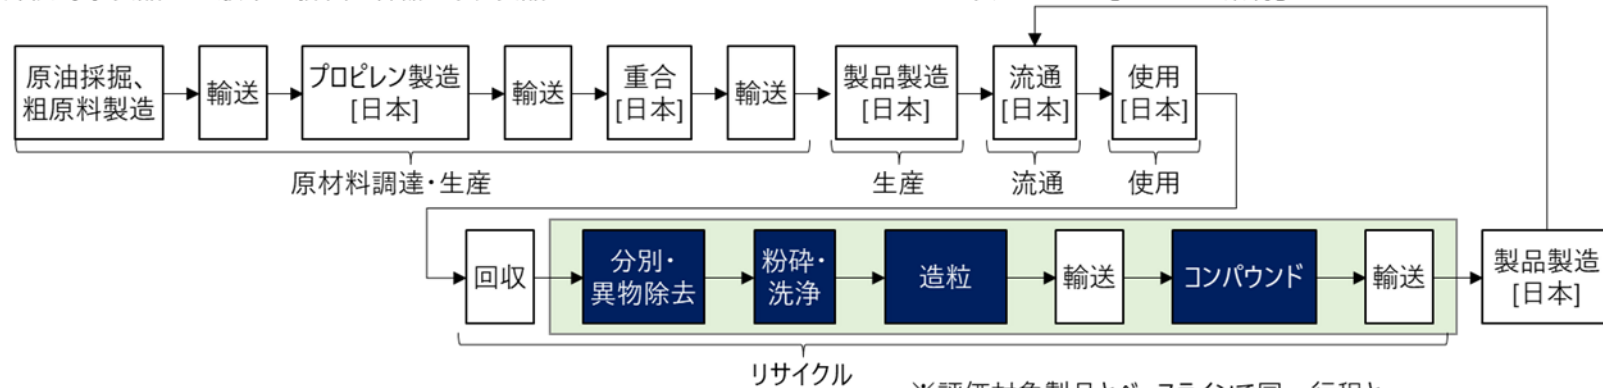 原油採掘、
粗原料製造
輸送
プロピレン製造
[日本]
輸送
重合
[日本]
輸送
製品製造
[日本]
流通
[日本]
使用
[日本]
原材料調達・生産
生産
流通
使用
回収
分別・
異物除去
粉砕・
洗浄
造粒
輸送
コンパウンド
輸送
製品製造
[日本]
リサイクル